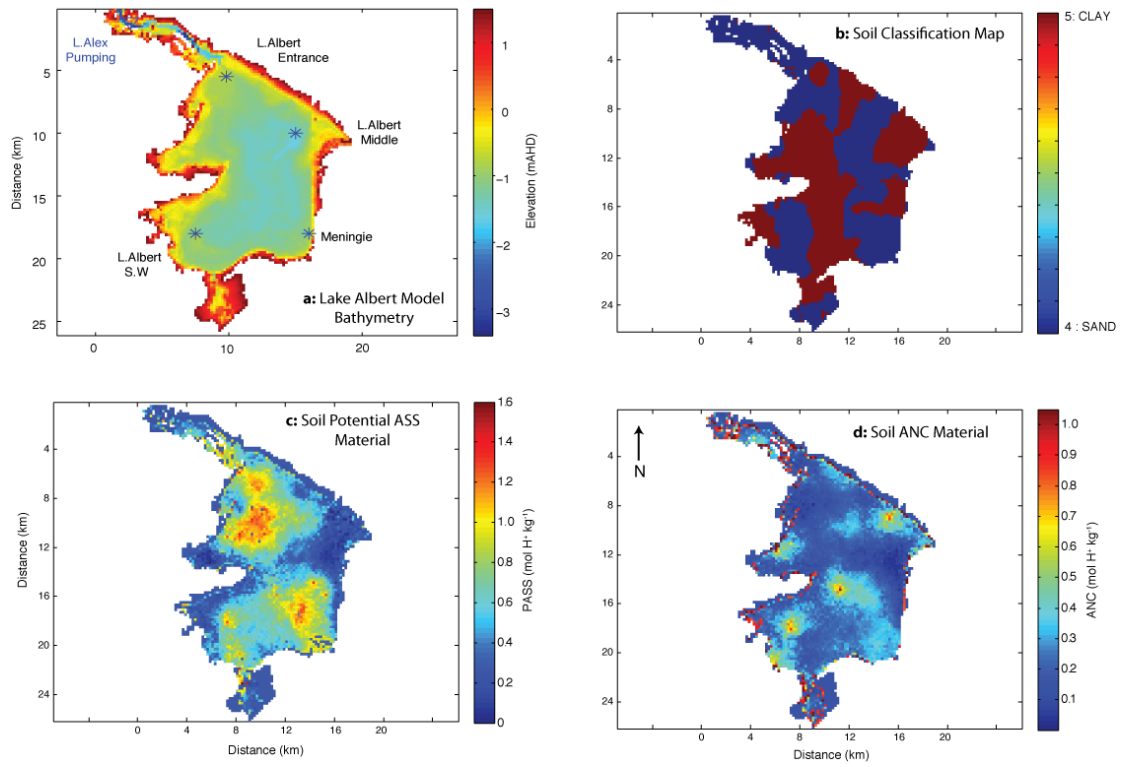 L.Alex
Pumping
L.Albert
Entrance
L.Albert
Middle
Meningie
L.Albert
S.W
a: Lake Albert Model
Bathymetry
Distance (km)
5
10
15
20
25
0
10
20
1
0
−1
−2
−3
Elevation (mAHD)
b: Soil Classification Map
4
8
12
16
20
24
0
4
8
12
16
20
5: CLAY
4 : SAND
c: Soil Potential ASS
Material
Distance (km)
4
8
12
16
20
24
0
4
8
12
16
20
Distance (km)
1.6
1.4
1.2
1.0
0.8
0.6
0.4
0.2
0
PASS (mol H+ kg-1)
d: Soil ANC Material
N
4
8
12
16
20
24
0
4
8
12
16
20
Distance (km)
1.0
0.9
0.8
0.7
0.6
0.5
0.4
0.3
0.2
0.1
ANC (mol H+ kg-1)